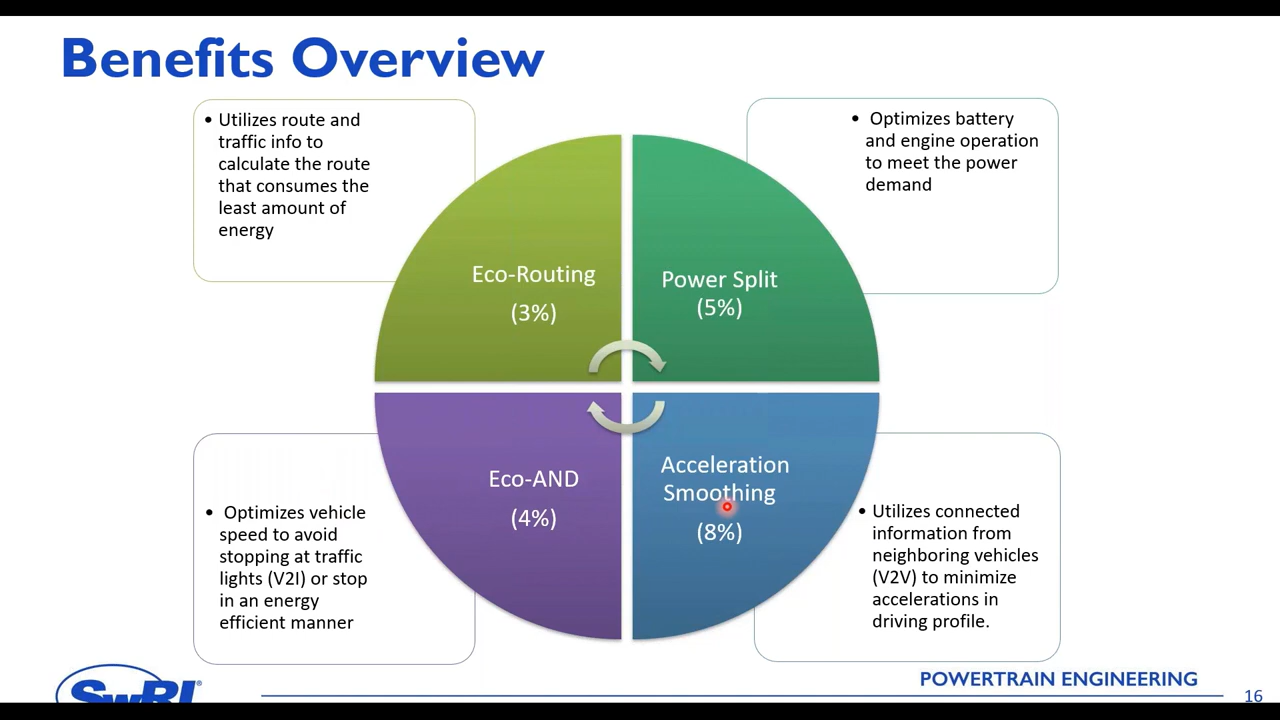 Benefits Overview
• Utilizes route and
traffic info to
calculate the route
that consumes the
least amount of
energy
• Optimizes battery
and engine operation
to meet the power
demand
Eco-Routing
(3%)
Power Split
(5%)
Eco-AND
(4%)
Acceleration
Smoothing
(8%)
• Optimizes vehicle
speed to avoid
stopping at traffic
lights (V2I) or stop
in an energy
efficient manner
• Utilizes connected
information from
neighboring vehicles
(V2V) to minimize
accelerations in
driving profile.
SwRI®
POWERTRAIN ENGINEERING
16